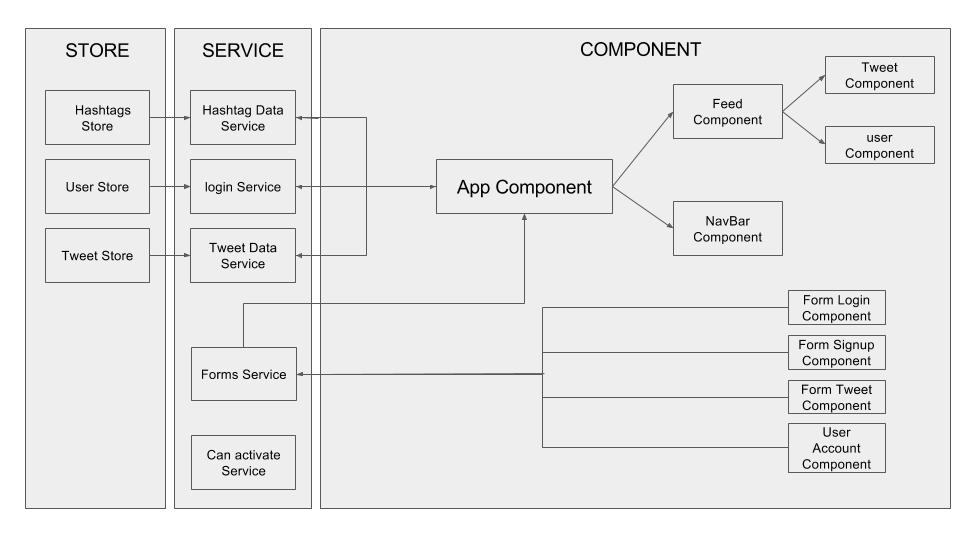 STORE
SERVICE
COMPONENT
Hashtags
Store
User Store
Tweet Store
Hashtag Data
Service
login Service
Tweet Data
Service
Forms Service
Can activate
Service
App Component
Feed
Component
NavBar
Component
Tweet
Component
user
Component
Form Login
Component
Form Signup
Component
Form Tweet
Component
User
Account
Component